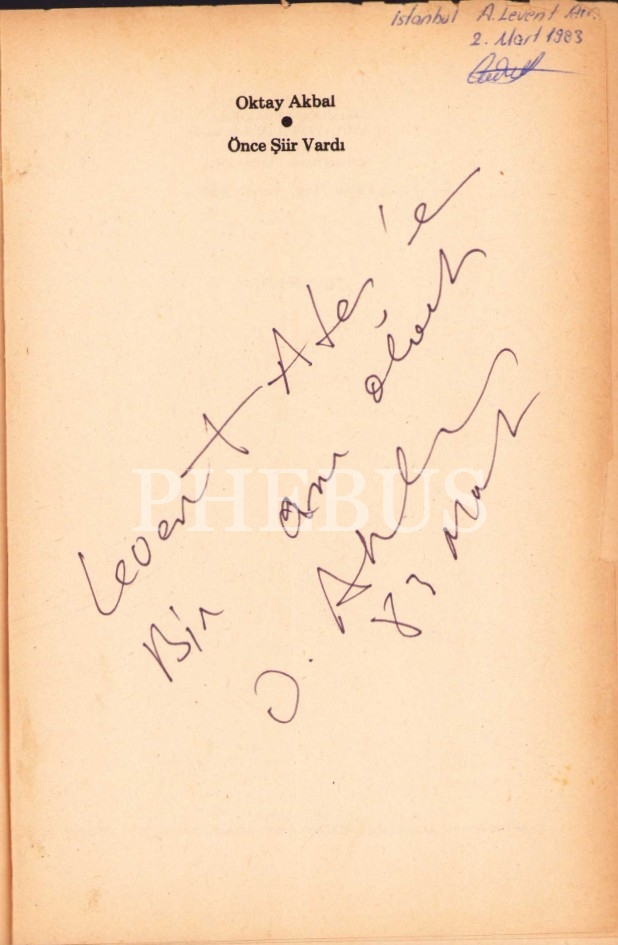 İstanbul A. Levent
2. Mart 1983
Oktay Akbal
●
Önce Şiir Vardı
Levent Ate 'e
Bir anı olarak
O. Akbal
83 Mart
PHEBUS